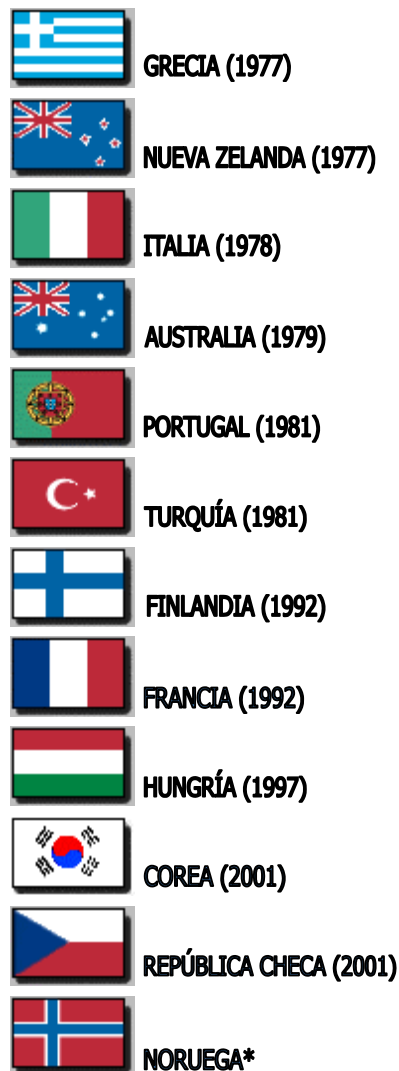 GRECIA (1977)
NUEVA ZELANDA (1977)
ITALIA (1978)
AUSTRALIA (1979)
PORTUGAL (1981)
TURQUÍA (1981)
FINLANDIA (1992)
FRANCIA (1992)
HUNGRÍA (1997)
COREA (2001)
REPÚBLICA CHECA (2001)
NORUEGA*